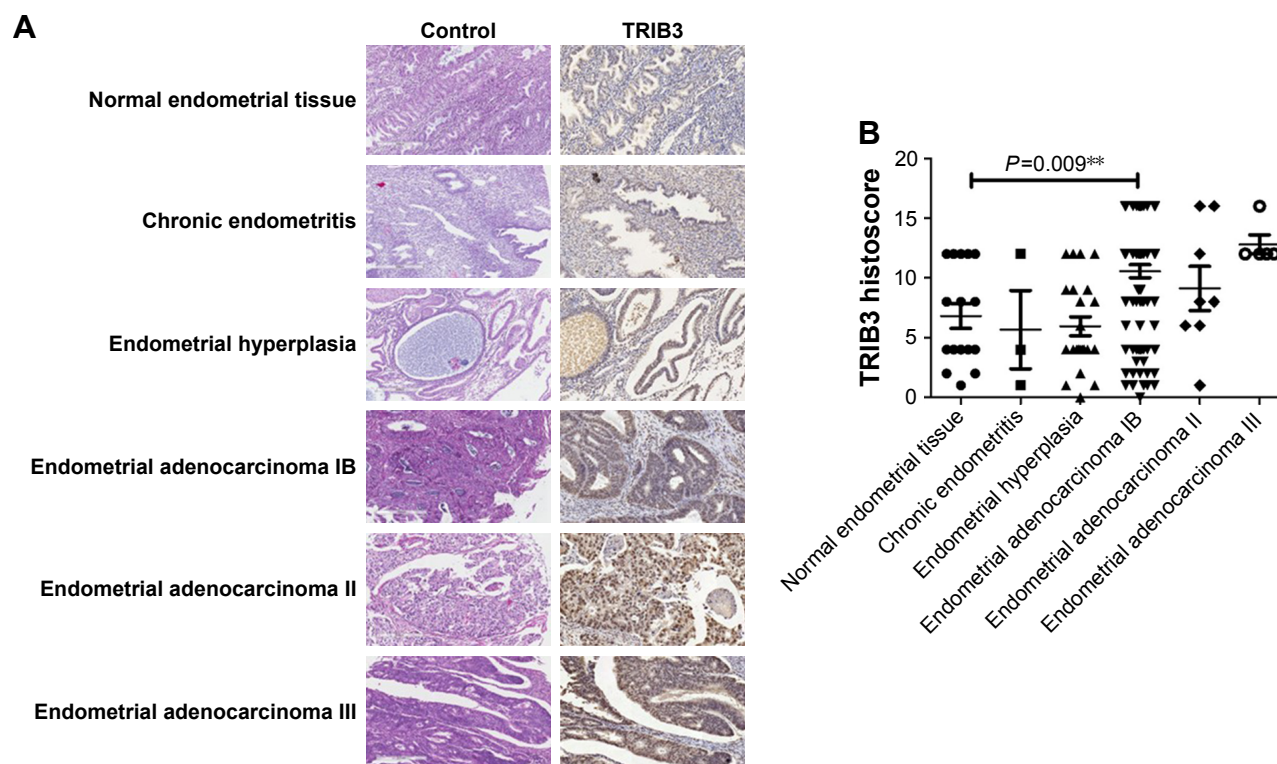 A
Control TRIB3
Normal endometrial tissue
Chronic endometritis
Endometrial hyperplasia
Endometrial adenocarcinoma IB
Endometrial adenocarcinoma II
Endometrial adenocarcinoma III
B
P=0.009**
TRIB3 histoscore
20
15
10
5
0
Normal endometrial tissue
Chronic endometritis
Endometrial hyperplasia
Endometrial adenocarcinoma IB
Endometrial adenocarcinoma II
Endometrial adenocarcinoma III